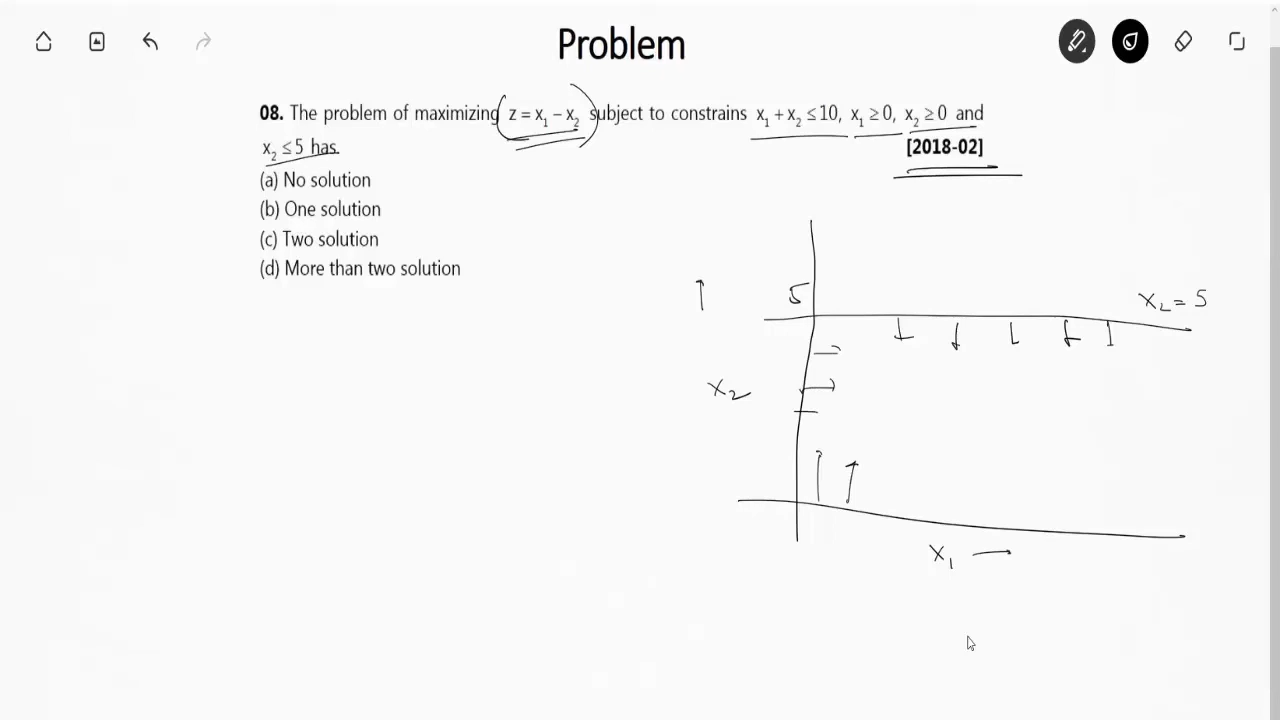 Problem
08. The problem of maximizing z = x₁ – x₂ subject to constrains x₁ + x₂ ≤ 10, x₁ ≥ 0, x₂ ≥ 0 and
x₂ ≤ 5 has
[2018-02]
(a) No solution
(b) One solution
(c) Two solution
(d) More than two solution
5
x₂ = 5
x₂
x₁